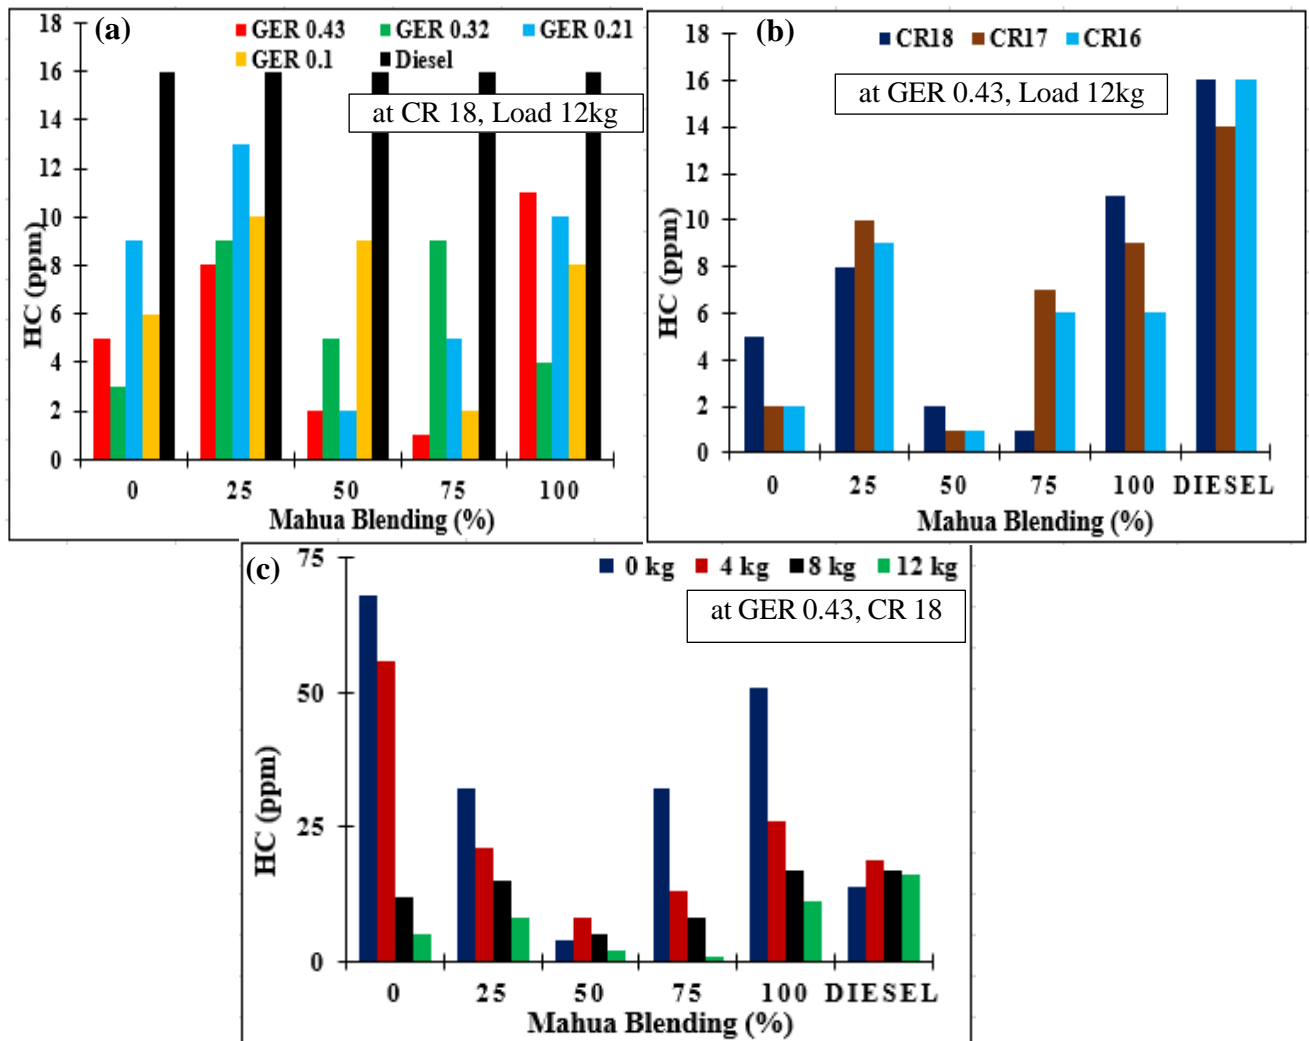 (a)
GER 0.43 GER 0.32 GER 0.21
GER 0.1 Diesel
at CR 18, Load 12kg
HC (ppm)
18
16
14
12
10
8
6
4
2
0
0 25 50 75 100
Mahua Blending (%)
(b)
CR18 CR17 CR16
at GER 0.43, Load 12kg
HC (ppm)
18
16
14
12
10
8
6
4
2
0
0 25 50 75 100 DIESEL
Mahua Blending (%)
(c)
0 kg 4 kg 8 kg 12 kg
at GER 0.43, CR 18
HC (ppm)
75
50
25
0
0 25 50 75 100 DIESEL
Mahua Blending (%)